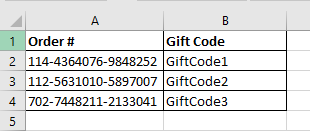 A B
1 Order # Gift Code
2 114-4364076-9848252 GiftCode1
3 112-5631010-5897007 GiftCode2
4 702-7448211-2133041 GiftCode3
5